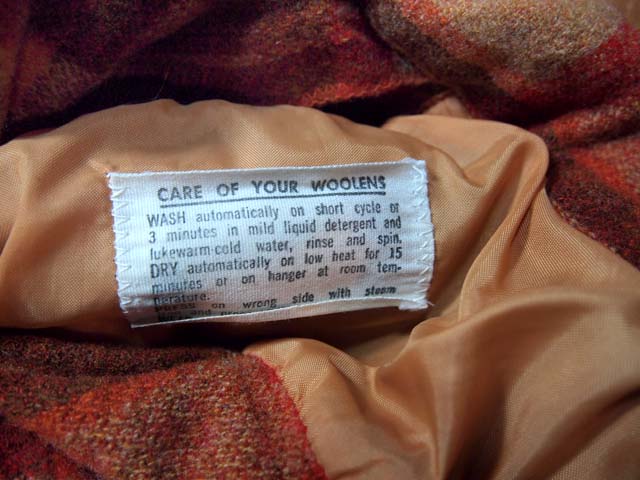 CARE OF YOUR WOOLENS
WASH automatically on short cycle or
3 minutes in mild liquid detergent and
lukewarm-cold water, rinse and spin.
DRY automatically on low heat for 15
minutes or on hanger at room tem-
perature.
PRESS on wrong side with steam
and